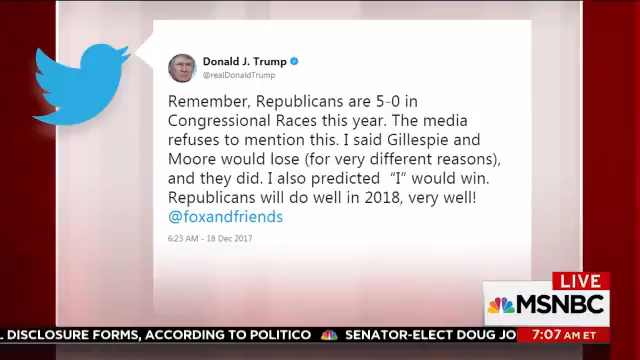 Donald J. Trump
@realDonaldTrump
Remember, Republicans are 5-0 in
Congressional Races this year. The media
refuses to mention this. I said Gillespie and
Moore would lose (for very different reasons),
and they did. I also predicted “I” would win.
Republicans will do well in 2018, very well!
@foxandfriends
6:23 AM - 18 Dec 2017
LIVE
MSNBC
L DISCLOSURE FORMS, ACCORDING TO POLITICO SENATOR-ELECT DOUG JO
7:07 AM ET